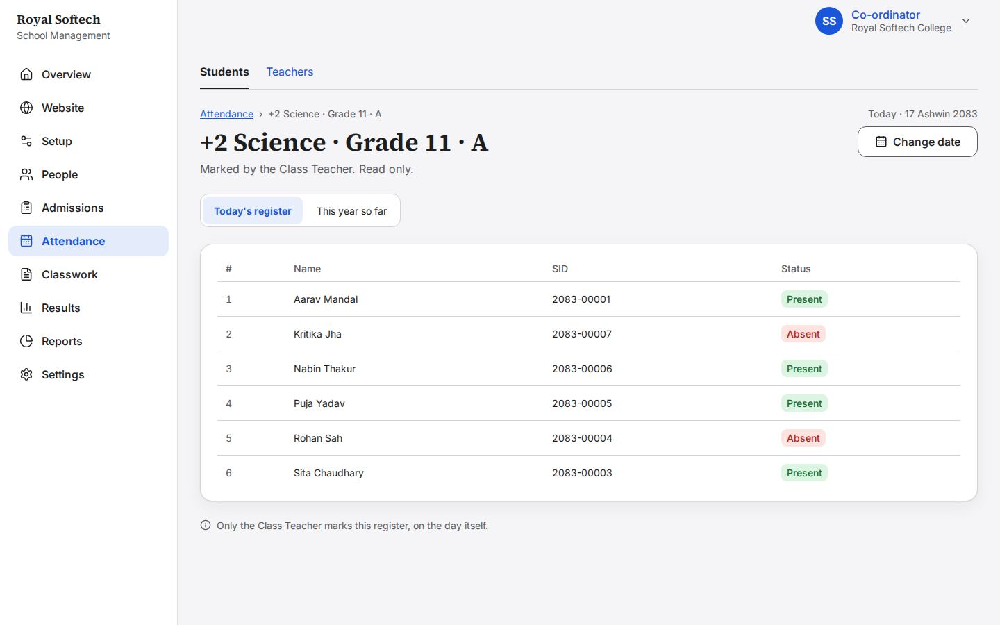 Royal Softech
School Management
Overview
Website
Setup
People
Admissions
Attendance
Classwork
Results
Reports
Settings
SS
Co-ordinator
Royal Softech College
Students
Teachers
Attendance › +2 Science · Grade 11 · A
Today · 17 Ashwin 2083
+2 Science · Grade 11 · A
Change date
Marked by the Class Teacher. Read only.
Today's register
This year so far
# Name SID Status
1 Aarav Mandal 2083-00001 Present
2 Kritika Jha 2083-00007 Absent
3 Nabin Thakur 2083-00006 Present
4 Puja Yadav 2083-00005 Present
5 Rohan Sah 2083-00004 Absent
6 Sita Chaudhary 2083-00003 Present
Only the Class Teacher marks this register, on the day itself.